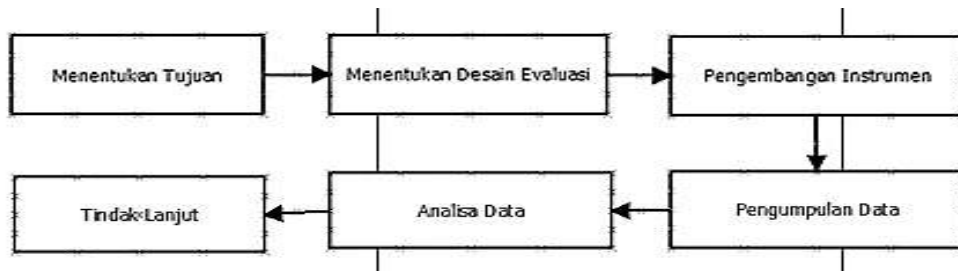 Menentukan Tujuan
Menentukan Desain Evaluasi
Pengembangan Instrumen
Pengumpulan Data
Analisa Data
Tindak Lanjut